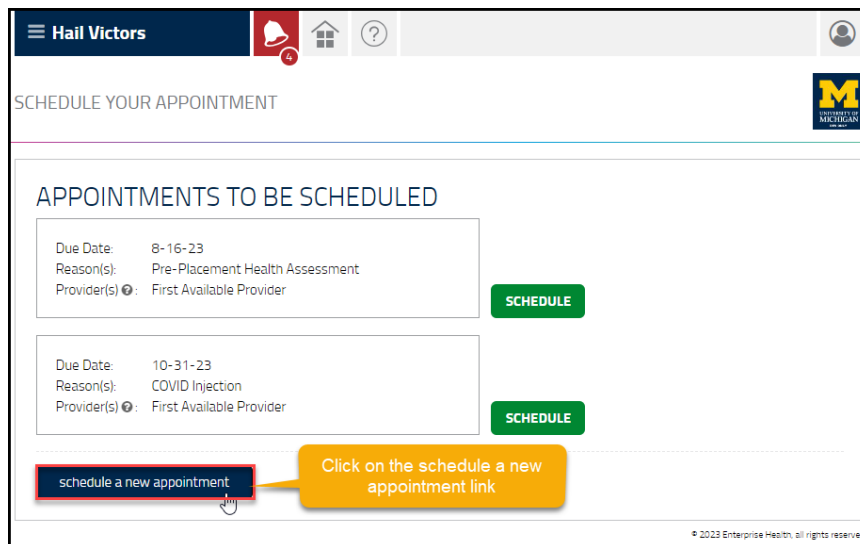 Hail Victors
4
?
SCHEDULE YOUR APPOINTMENT
M
UNIVERSITY OF
MICHIGAN
APPOINTMENTS TO BE SCHEDULED
Due Date: 8-16-23
Reason(s): Pre-Placement Health Assessment
Provider(s) ?: First Available Provider
SCHEDULE
Due Date: 10-31-23
Reason(s): COVID Injection
Provider(s) ?: First Available Provider
SCHEDULE
schedule a new appointment
Click on the schedule a new
appointment link
© 2023 Enterprise Health, all rights reserve